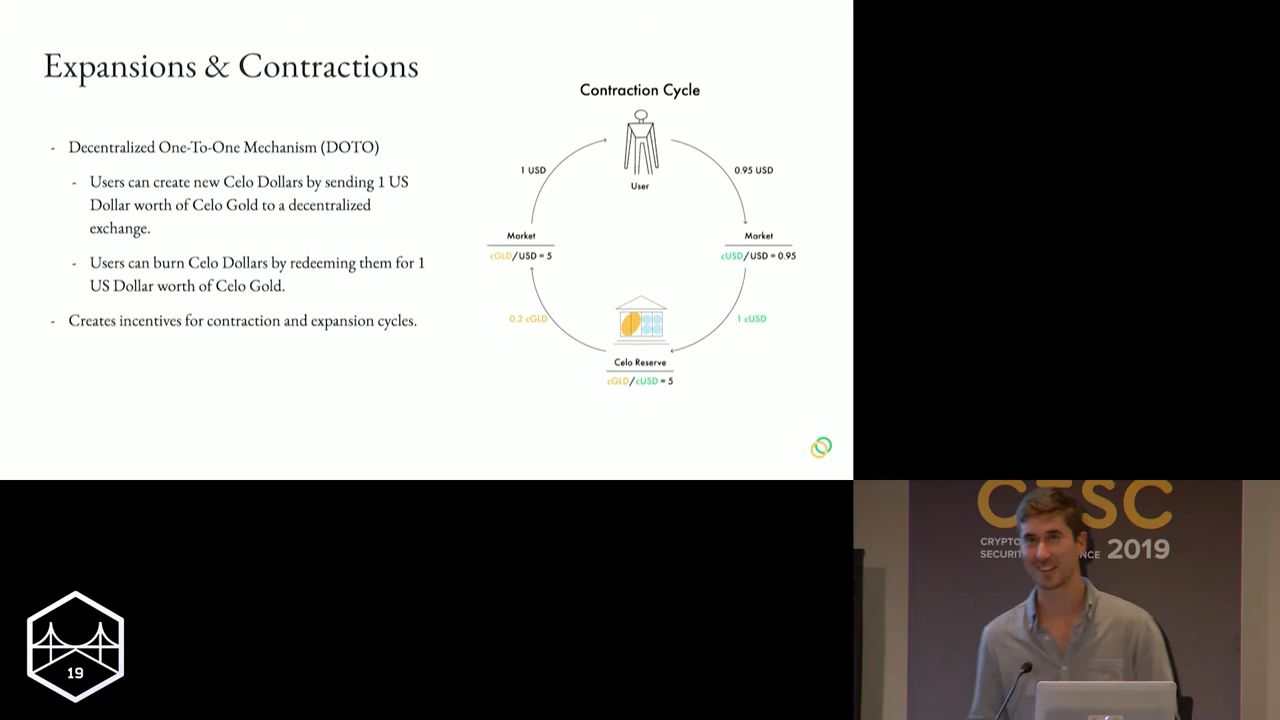 Expansions & Contractions
- Decentralized One-To-One Mechanism (DOTO)
- Users can create new Celo Dollars by sending 1 US
Dollar worth of Celo Gold to a decentralized
exchange.
- Users can burn Celo Dollars by redeeming them for 1
US Dollar worth of Celo Gold.
- Creates incentives for contraction and expansion cycles.
Contraction Cycle
1 USD
0.95 USD
User
Market
cGLD/USD = 5
Market
cUSD/USD = 0.95
0.2 cGLD
1 cUSD
Celo Reserve
cGLD/cUSD = 5
19
2019